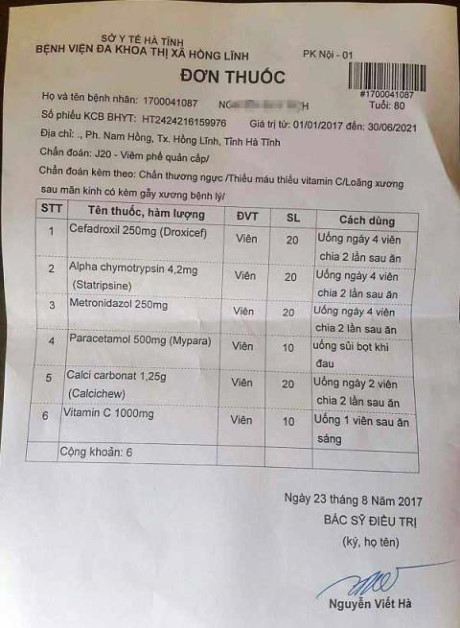 SỞ Y TẾ HÀ TĨNH
BỆNH VIỆN ĐA KHOA THỊ XÃ HỒNG LĨNH
PK Nội - 01
ĐƠN THUỐC
#1700041087
Họ và tên bệnh nhân: 1700041087
Tuổi: 80
Số phiếu KCB BHYT: HT2424216159976 Giá trị từ: 01/01/2017 đến: 30/06/2021
Địa chỉ: ., Ph. Nam Hồng, Tx. Hồng Lĩnh, Tỉnh Hà Tĩnh
Chẩn đoán: J20 - Viêm phế quản cấp/
Chẩn đoán kèm theo: Chấn thương ngực /Thiếu máu thiếu vitamin C/Loãng xương
sau mãn kinh có kèm gẫy xương bệnh lý/
STT Tên thuốc, hàm lượng ĐVT SL Cách dùng
1 Cefadroxil 250mg (Droxicef) Viên 20 Uống ngày 4 viên
chia 2 lần sau ăn
2 Alpha chymotrypsin 4,2mg Viên 20 Uống ngày 4 viên
(Statripsine) chia 2 lần sau ăn
3 Metronidazol 250mg Viên 20 Uống ngày 4 viên
chia 2 lần sau ăn
4 Paracetamol 500mg (Mypara) Viên 10 uống sủi bọt khi
đau
5 Calci carbonat 1,25g Viên 20 Uống ngày 2 viên
(Calcichew) chia 2 lần sau ăn
6 Vitamin C 1000mg Viên 10 Uống 1 viên sau ăn
sáng
Cộng khoản: 6
Ngày 23 tháng 8 Năm 2017
BÁC SỸ ĐIỀU TRỊ
(ký, họ tên)
Nguyễn Viết Hà